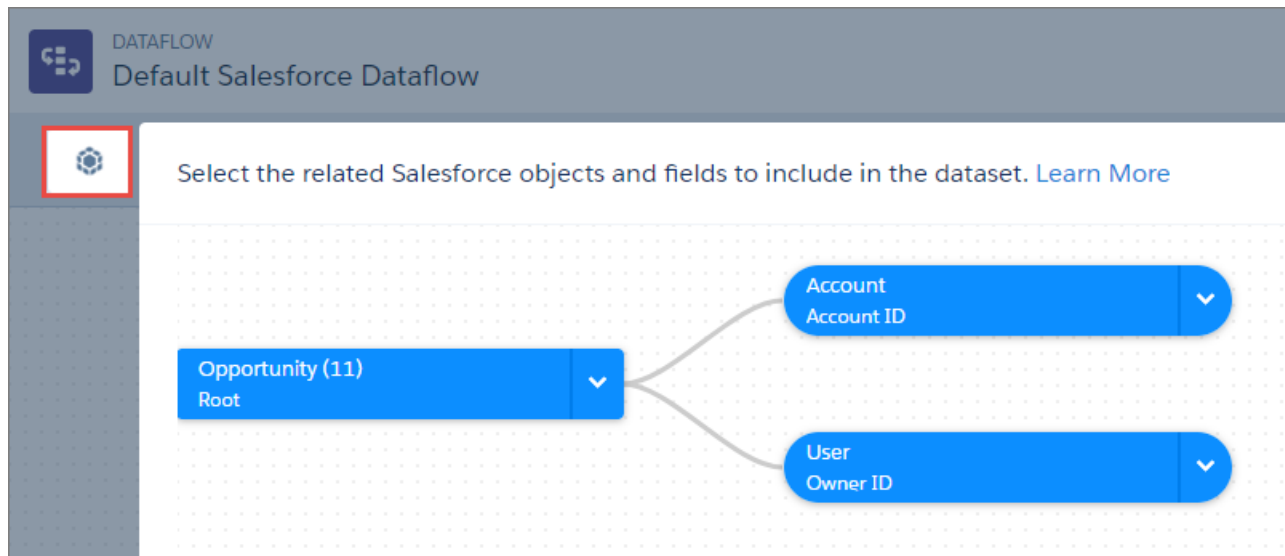 DATAFLOW
Default Salesforce Dataflow
Select the related Salesforce objects and fields to include in the dataset. Learn More
Account
Account ID
Opportunity (11)
Root
User
Owner ID